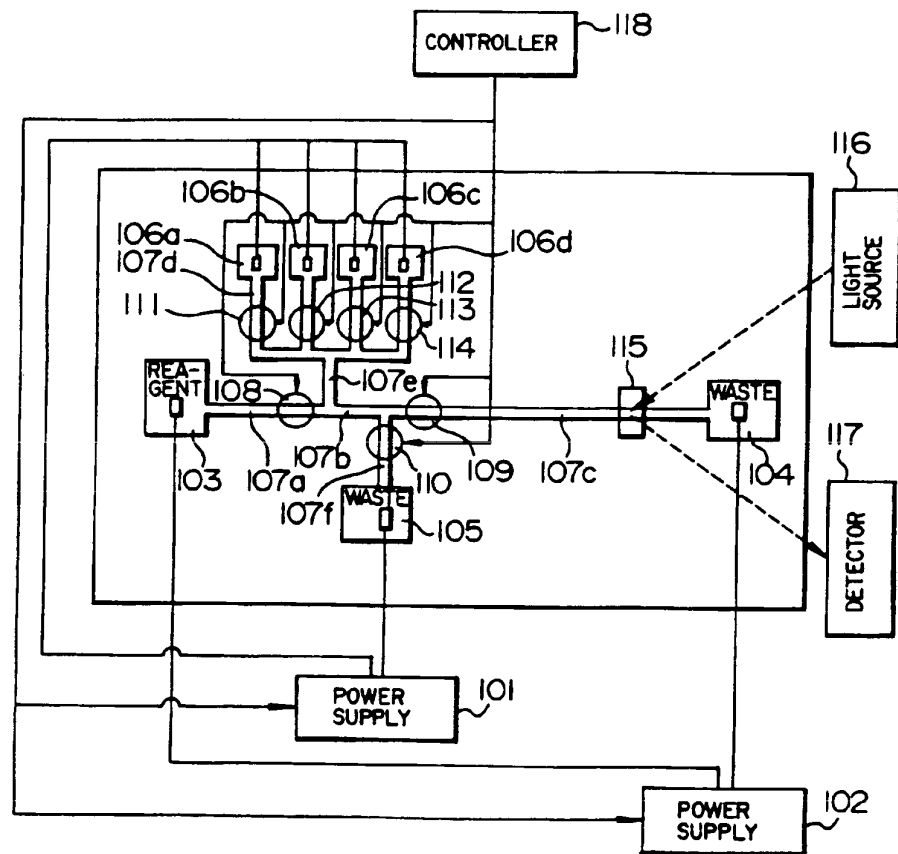 CONTROLLER
118
116
LIGHT
SOURCE
106b
106c
106a
106d
107d
112
111
113
114
115
REA-
GENT
108
107e
WASTE
117
107b
109
104
103
107a
110
107c
107f
WASTE
105
DETECTOR
POWER
SUPPLY
101
POWER
SUPPLY
102